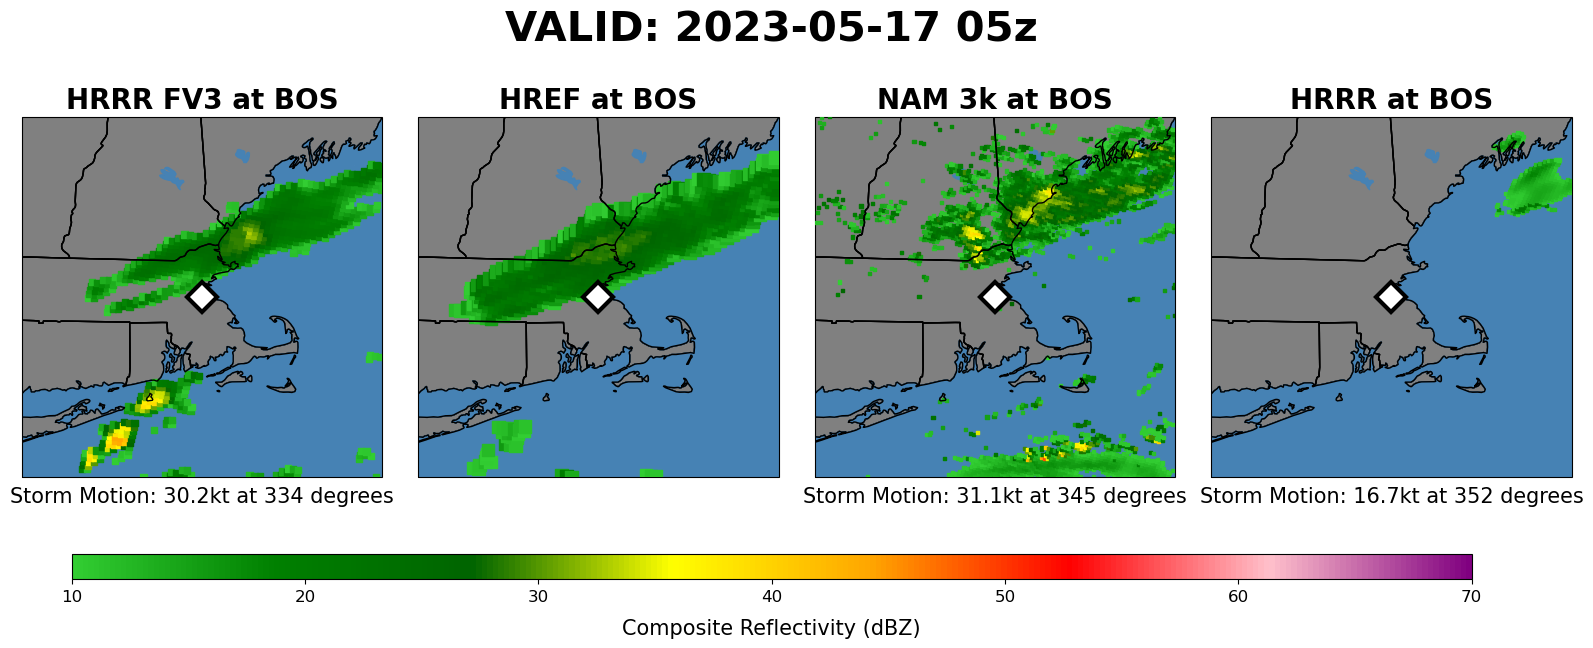 VALID: 2023-05-17 05z
HRRR FV3 at BOS
HREF at BOS
NAM 3k at BOS
HRRR at BOS
Storm Motion: 30.2kt at 334 degrees
Storm Motion: 31.1kt at 345 degrees
Storm Motion: 16.7kt at 352 degrees
10 20 30 40 50 60 70
Composite Reflectivity (dBZ)